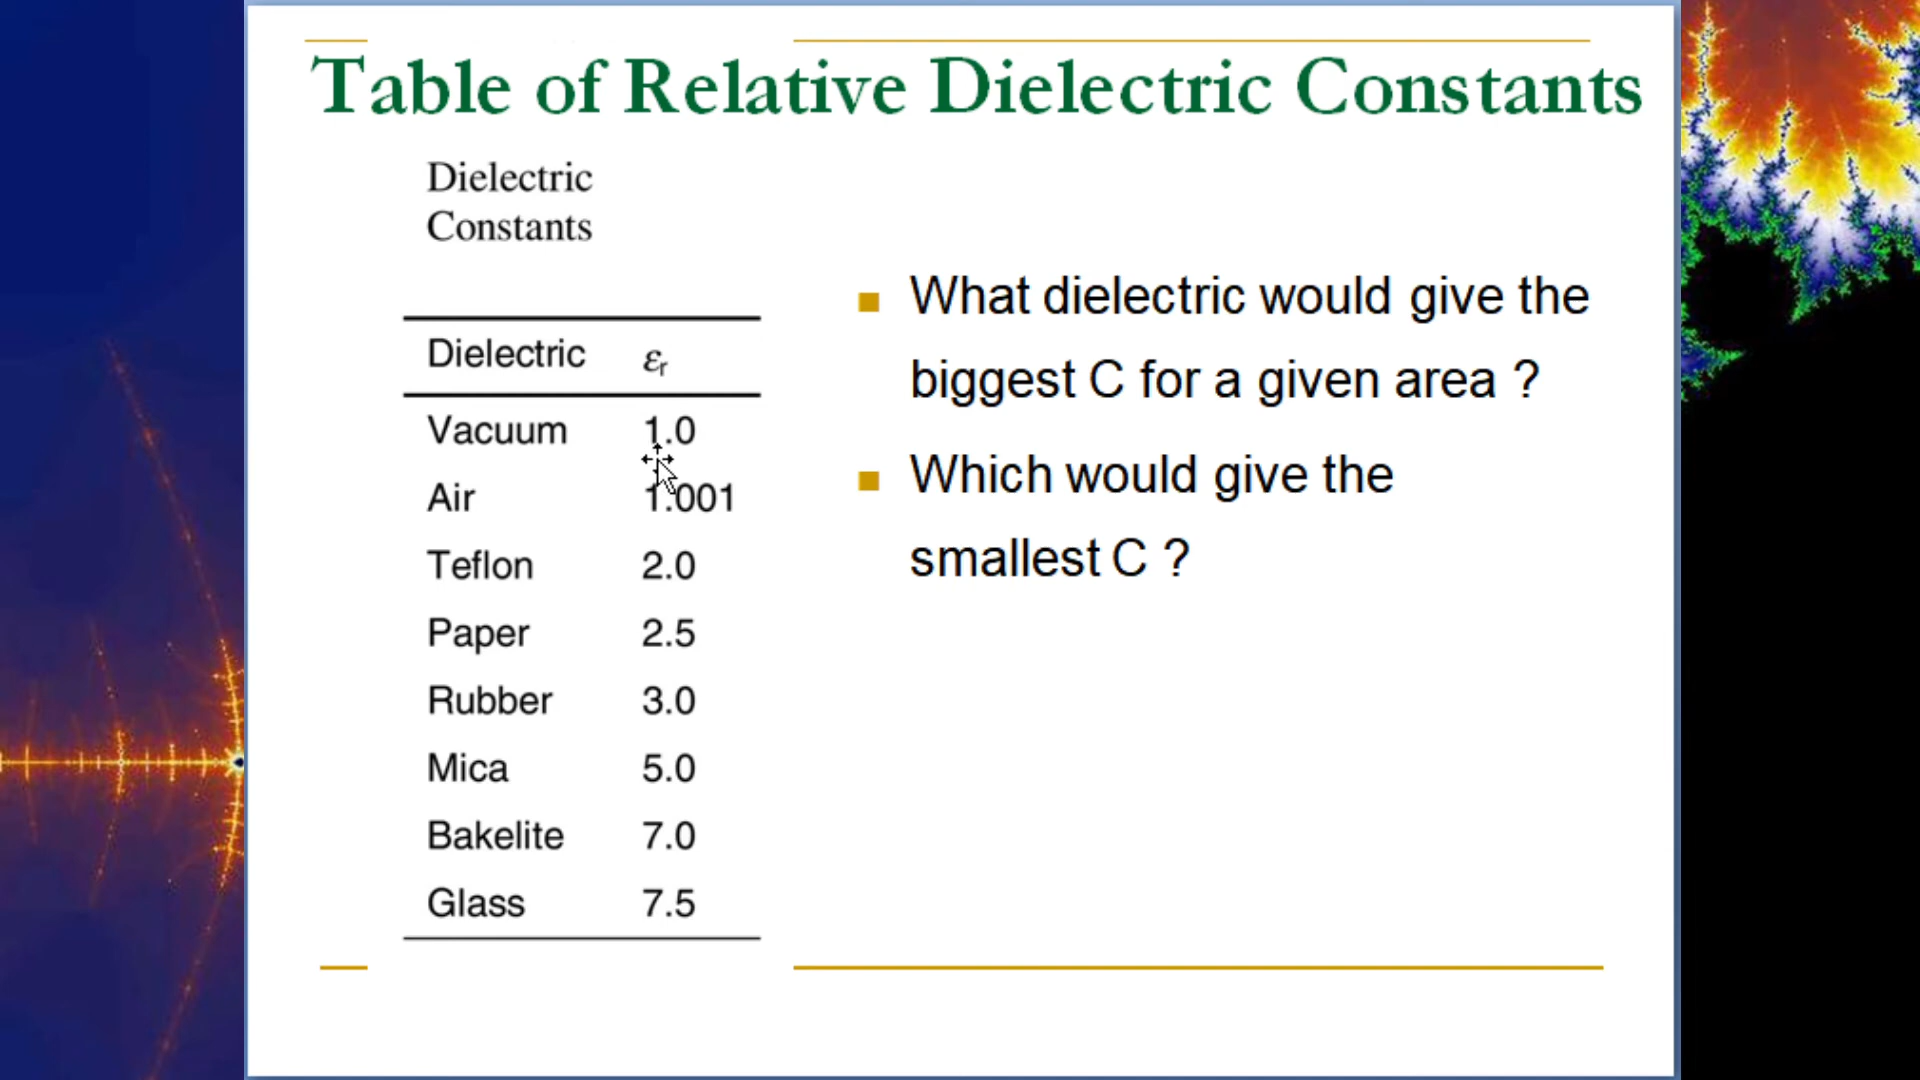 Table of Relative Dielectric Constants
Dielectric
Constants
Dielectric εr
Vacuum 1.0
Air 1.001
Teflon 2.0
Paper 2.5
Rubber 3.0
Mica 5.0
Bakelite 7.0
Glass 7.5
What dielectric would give the
biggest C for a given area ?
Which would give the
smallest C ?